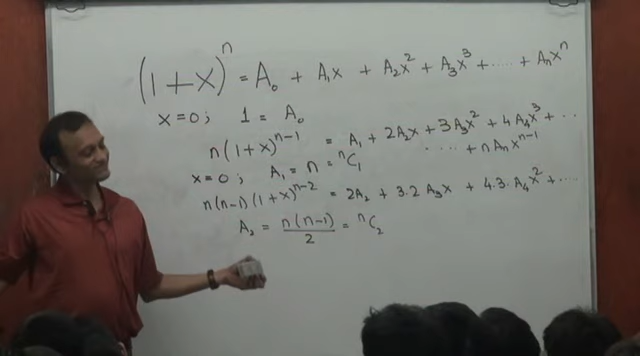 (1+x)ⁿ = A₀ + A₁x + A₂x² + A₃x³ + ..... + Aₙxⁿ
x=0 ; 1 = A₀
n(1+x)ⁿ⁻¹ = A₁ + 2A₂x + 3A₃x² + 4A₄x³ + ...
..... + nAₙxⁿ⁻¹
x=0 ; A₁ = n = ⁿC₁
n(n-1)(1+x)ⁿ⁻² = 2A₂ + 3.2 A₃x + 4.3. A₄x² + ....
A₂ = n(n-1)/2 = ⁿC₂